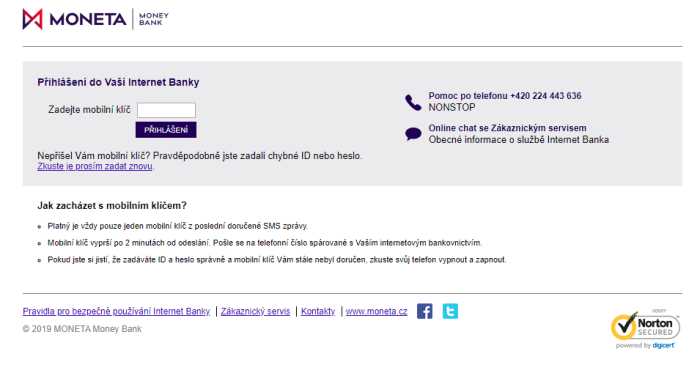 MONETA MONEY BANK
Přihlášení do Vaší Internet Banky
Zadejte mobilní klíč
PŘIHLÁŠENÍ
Nepřišel Vám mobilní klíč? Pravděpodobně jste zadali chybné ID nebo heslo.
Zkuste je prosím zadat znovu.
Pomoc po telefonu +420 224 443 636
NONSTOP
Online chat se Zákaznickým servisem
Obecné informace o službě Internet Banka
Jak zacházet s mobilním klíčem?
Platný je vždy pouze jeden mobilní klíč z poslední doručené SMS zprávy.
Mobilní klíč vyprší po 2 minutách od odeslání. Pošle se na telefonní číslo spárované s Vaším internetovým bankovnictvím.
Pokud jste si jistí, že zadáváte ID a heslo správně a mobilní klíč Vám stále nebyl doručen, zkuste svůj telefon vypnout a zapnout.
Pravidla pro bezpečné používání Internet Banky | Zákaznický servis | Kontakty | www.moneta.cz
© 2019 MONETA Money Bank
VERIFY
Norton
SECURED
powered by digicert